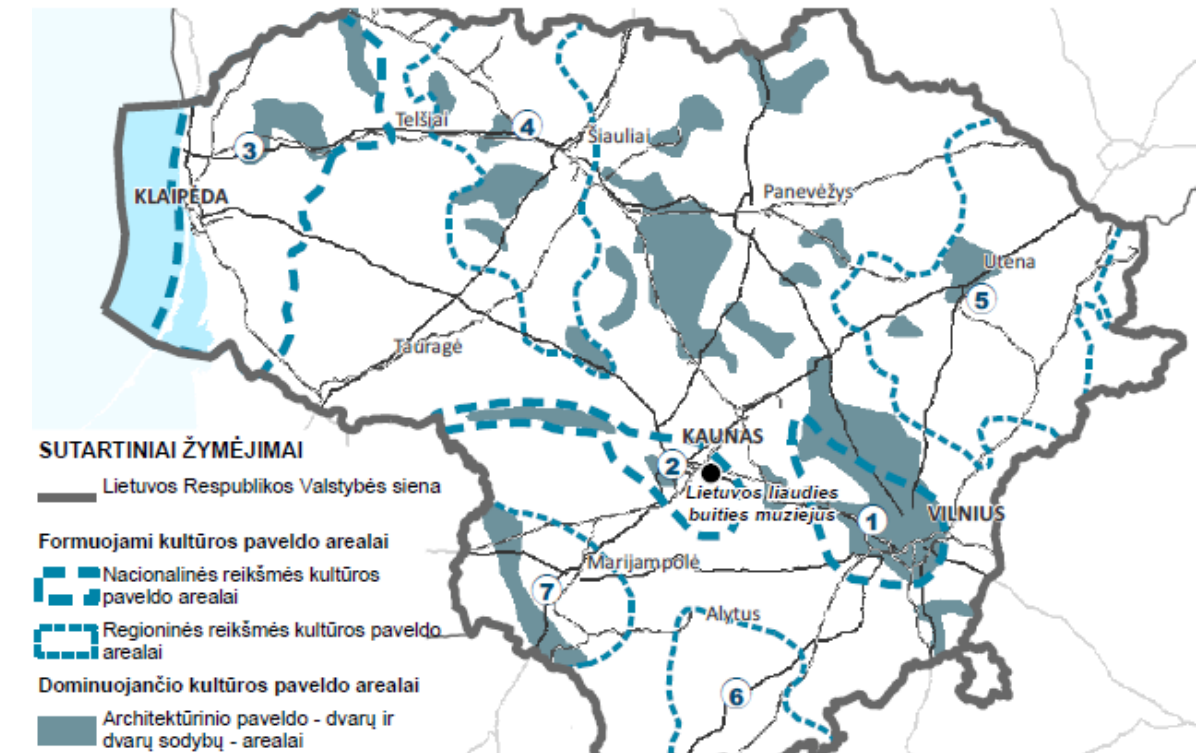 Telšiai
4
Šiauliai
3
Panevėžys
KLAIPĖDA
Utena
5
Tauragė
KAUNAS
2
Lietuvos liaudies
buities muziejus
1
VILNIUS
Marijampolė
7
Alytus
6
SUTARTINIAI ŽYMĖJIMAI
Lietuvos Respublikos Valstybės siena
Formuojami kultūros paveldo arealai
Nacionalinės reikšmės kultūros
paveldo arealai
Regioninės reikšmės kultūros paveldo
arealai
Dominuojančio kultūros paveldo arealai
Architektūrinio paveldo - dvarų ir
dvarų sodybų - arealai